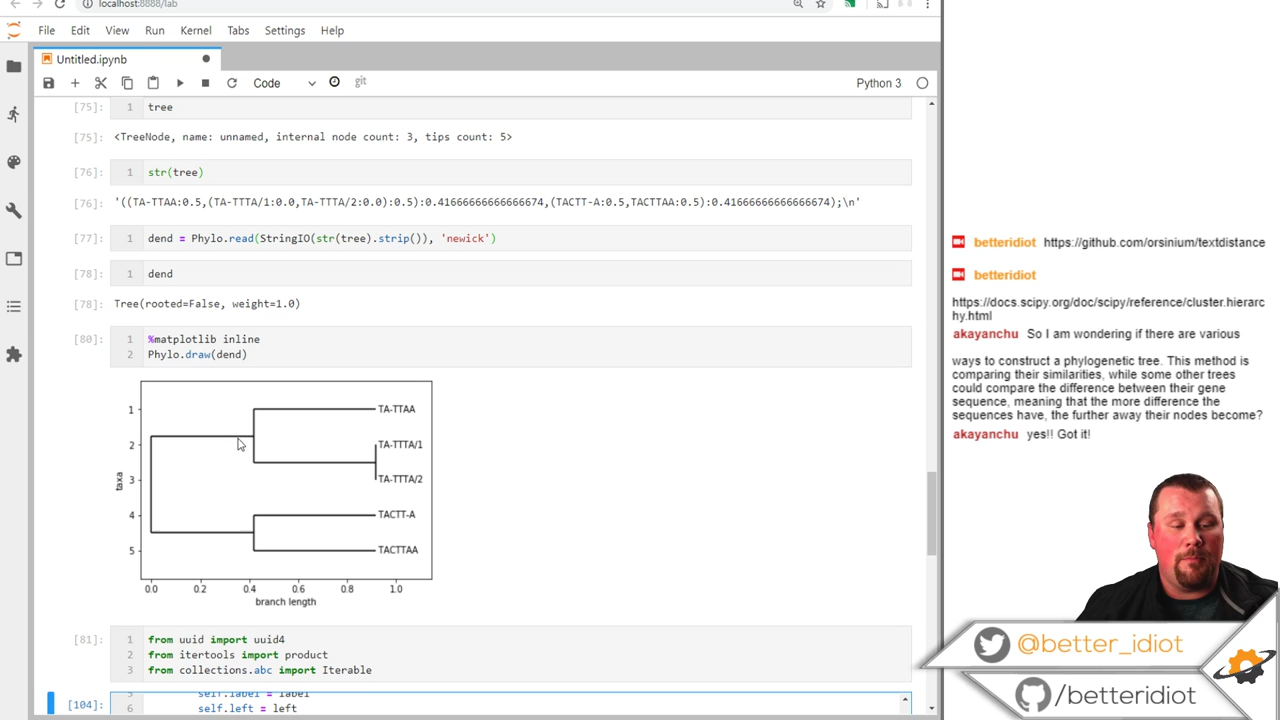 localhost:8888/lab
File Edit View Run Kernel Tabs Settings Help
Untitled.ipynb
Code git Python 3
[75]: 1 tree
[75]: <TreeNode, name: unnamed, internal node count: 3, tips count: 5>
[76]: 1 str(tree)
[76]: '((TA-TTAA:0.5,(TA-TTTA/1:0.0,TA-TTTA/2:0.0):0.5):0.41666666666666674,(TACTT-A:0.5,TACTTAA:0.5):0.41666666666666674);\n'
[77]: 1 dend = Phylo.read(StringIO(str(tree).strip()), 'newick')
[78]: 1 dend
[78]: Tree(rooted=False, weight=1.0)
[80]: 1 %matplotlib inline
2 Phylo.draw(dend)
1 TA-TTAA
2 TA-TTTA/1
3 TA-TTTA/2
taxa
4 TACTT-A
5 TACTTAA
0.0 0.2 0.4 0.6 0.8 1.0
branch length
[81]: 1 from uuid import uuid4
2 from itertools import product
3 from collections.abc import Iterable
5 self.label = label
[104]: 6 self.left = left
betteridiot https://github.com/orsinium/textdistance
betteridiot
https://docs.scipy.org/doc/scipy/reference/cluster.hierarc
hy.html
akayanchu So I am wondering if there are various
ways to construct a phylogenetic tree. This method is
comparing their similarities, while some other trees
could compare the difference between their gene
sequence, meaning that the more difference the
sequences have, the further away their nodes become?
akayanchu yes!! Got it!
@better_idiot
/betteridiot